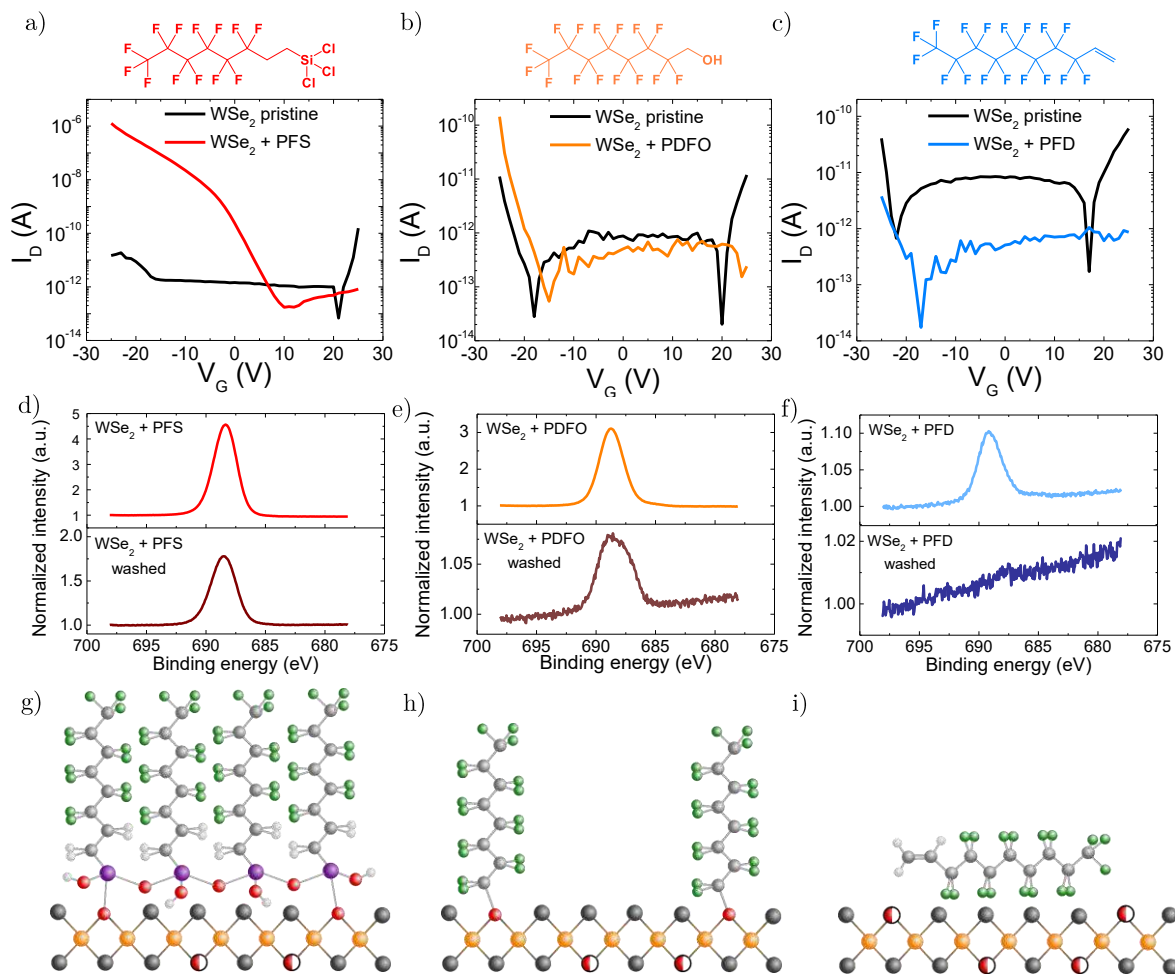 a)
F F F F F
F
F F F F F F F
Si
Cl
Cl
Cl
WSe2 pristine
WSe2 + PFS
10-6
10-8
10-10
10-12
10-14
ID (A)
-30 -20 -10 0 10 20 30
VG (V)
b)
F F F F F
F
F F F F F F F
OH
WSe2 pristine
WSe2 + PDFO
10-10
10-11
10-12
10-13
10-14
ID (A)
-30 -20 -10 0 10 20 30
VG (V)
c)
F
F F F F F
F
F F F F F F F F
WSe2 pristine
WSe2 + PFD
10-10
10-11
10-12
10-13
10-14
ID (A)
-30 -20 -10 0 10 20 30
VG (V)
d)
Normalized intensity (a.u.)
5
4
3
2
1
WSe2 + PFS
2.0
1.5
1.0
WSe2 + PFS
washed
700 695 690 685 680 675
Binding energy (eV)
e)
Normalized intensity (a.u.)
3
2
1
WSe2 + PDFO
1.05
1.00
WSe2 + PDFO
washed
700 695 690 685 680 675
Binding energy (eV)
f)
Normalized intensity (a.u.)
1.10
1.05
1.00
WSe2 + PFD
1.02
1.00
WSe2 + PFD
washed
700 695 690 685 680 675
Binding energy (eV)
g)
h)
i)